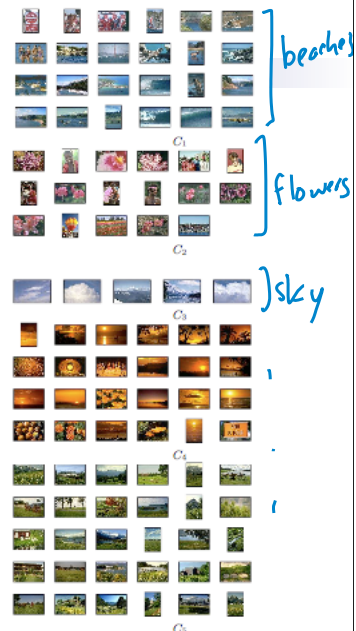 beaches
C₁
flowers
C₂
sky
C₃
C₄
C₅